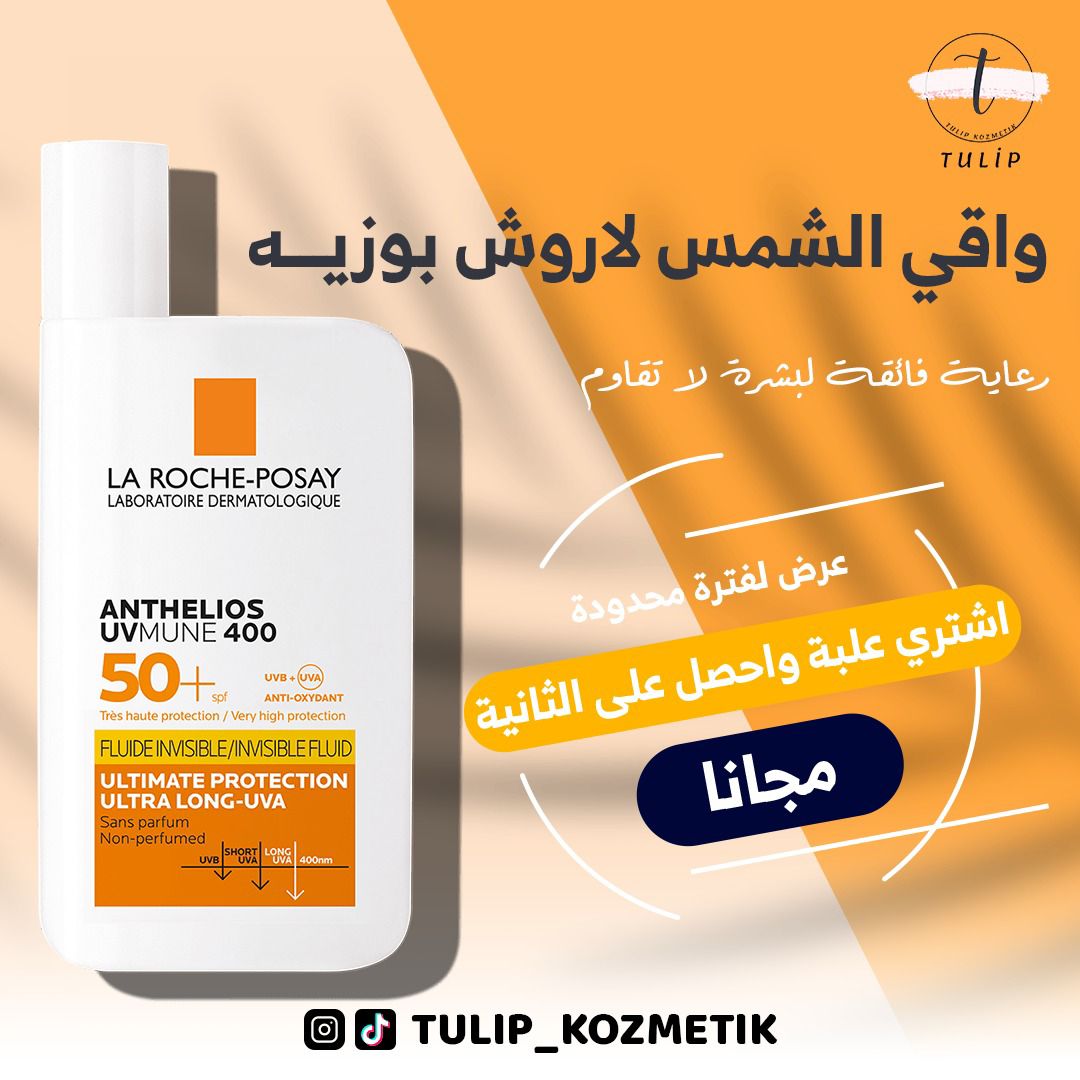 t
TULIP KOZMETIK
TULİP
واقي الشمس لاروش بوزيــه
رعاية فائقة لبشرة لا تقاوم
LA ROCHE-POSAY
LABORATOIRE DERMATOLOGIQUE
عرض لفترة محدودة
اشتري علبة واحصل على الثانية
مجانا
ANTHELIOS
UVMUNE 400
50+ spf
UVB + UVA
ANTI-OXYDANT
Très haute protection / Very high protection
FLUIDE INVISIBLE/INVISIBLE FLUID
ULTIMATE PROTECTION
ULTRA LONG-UVA
Sans parfum
Non-perfumed
UVB SHORT UVA LONG UVA 400nm
TULIP_KOZMETIK